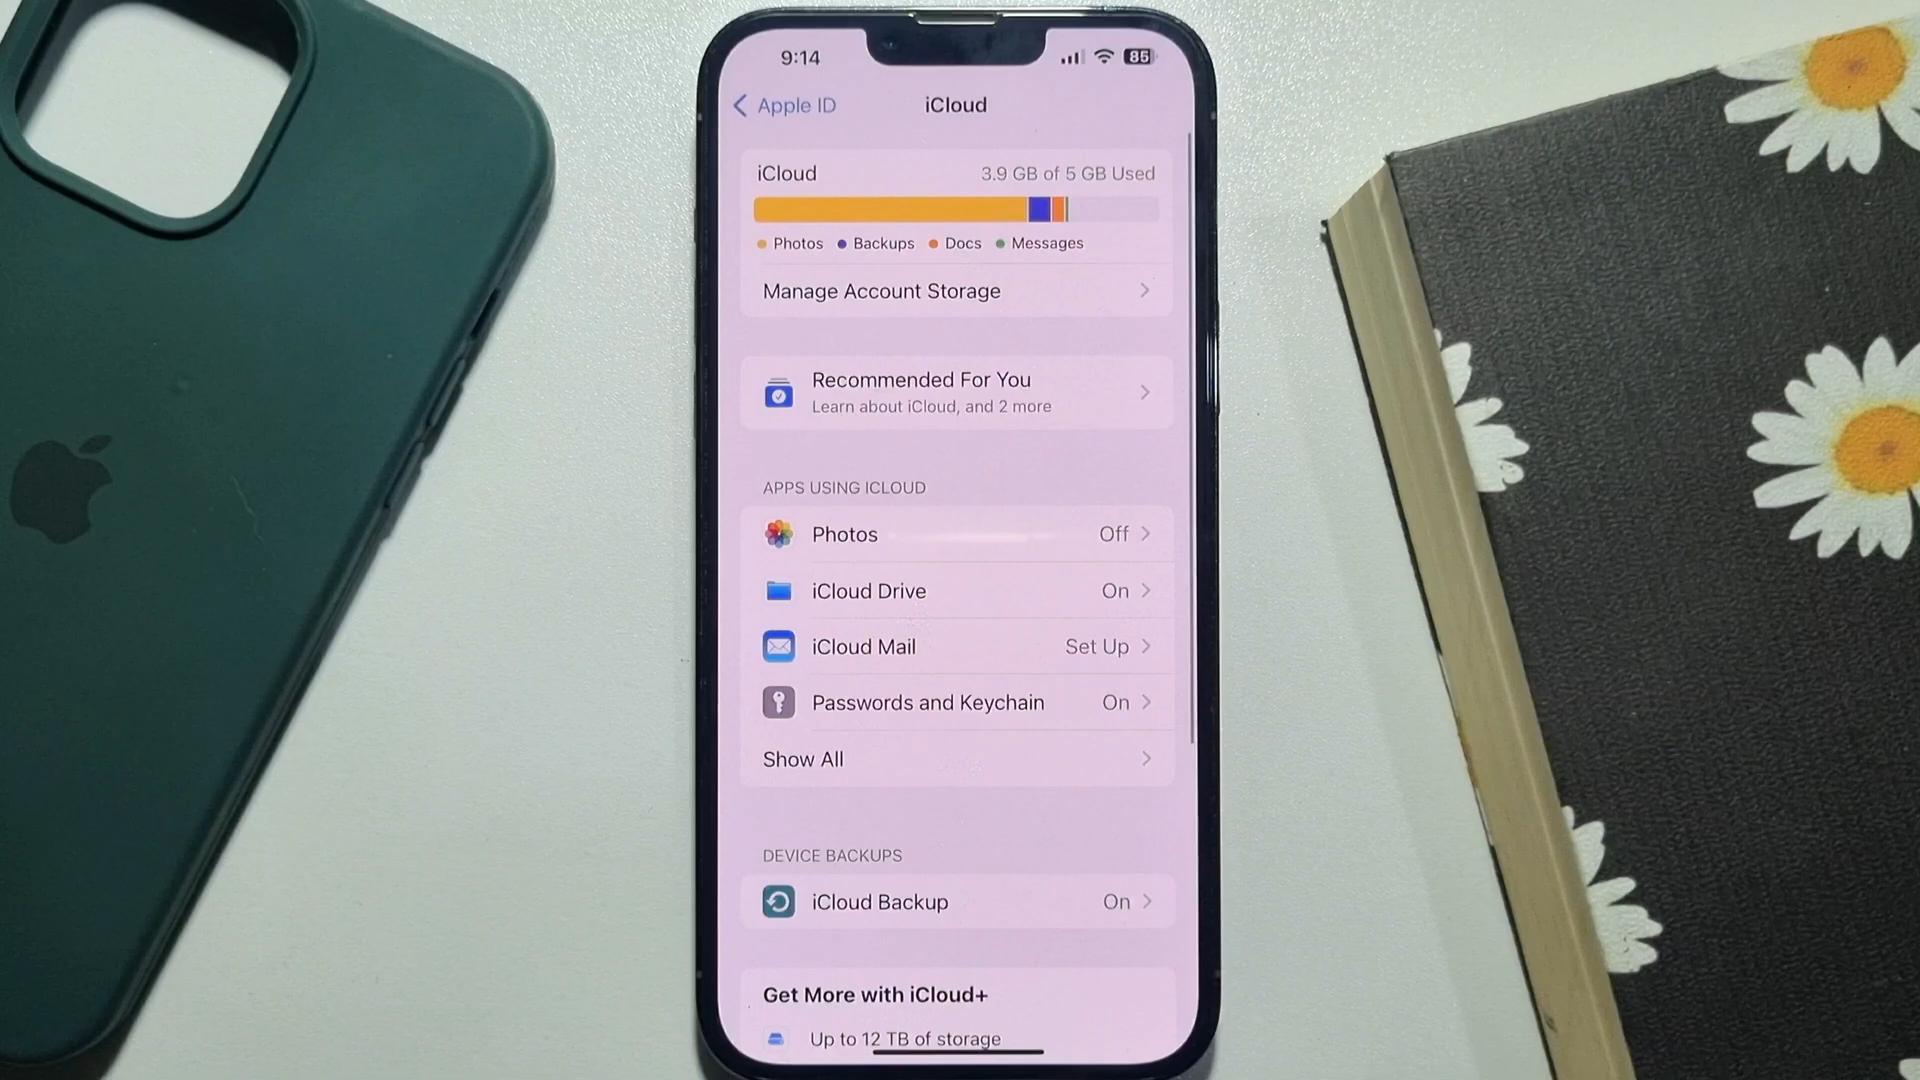 9:14
85
Apple ID
iCloud
iCloud
3.9 GB of 5 GB Used
Photos
Backups
Docs
Messages
Manage Account Storage
Recommended For You
Learn about iCloud, and 2 more
APPS USING ICLOUD
Photos
Off
iCloud Drive
On
iCloud Mail
Set Up
Passwords and Keychain
On
Show All
DEVICE BACKUPS
iCloud Backup
On
Get More with iCloud+
Up to 12 TB of storage